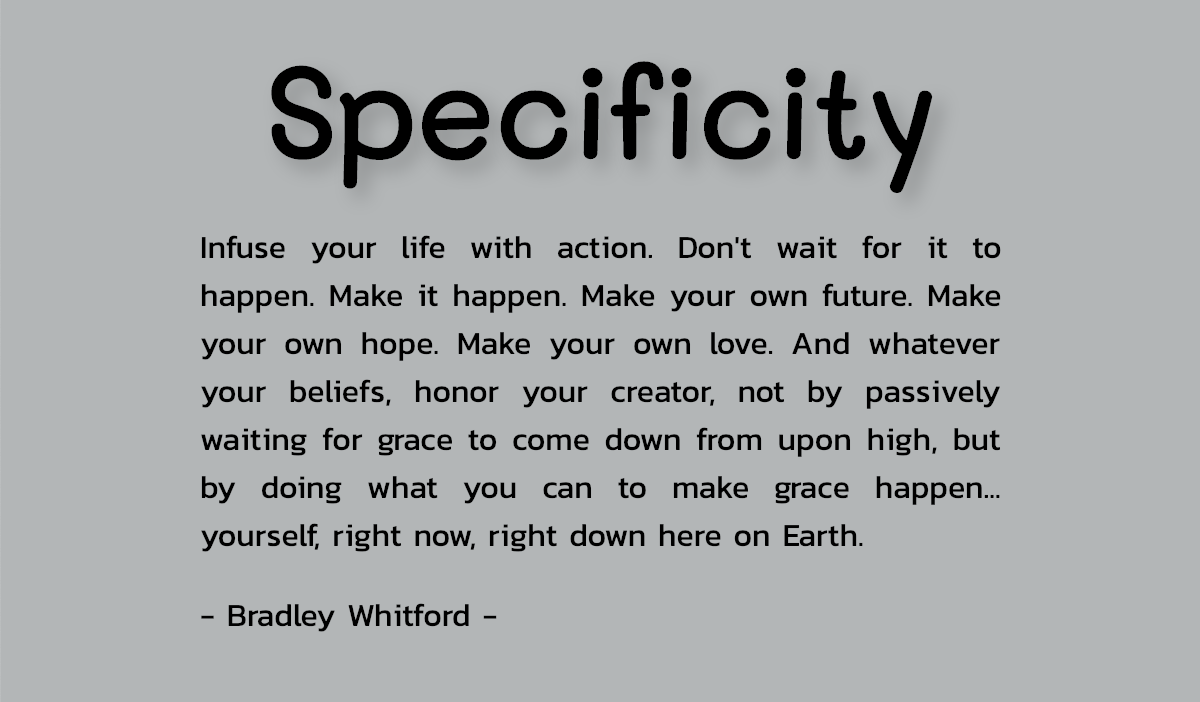 Specificity
Infuse your life with action. Don't wait for it to
happen. Make it happen. Make your own future. Make
your own hope. Make your own love. And whatever
your beliefs, honor your creator, not by passively
waiting for grace to come down from upon high, but
by doing what you can to make grace happen...
yourself, right now, right down here on Earth.
- Bradley Whitford -